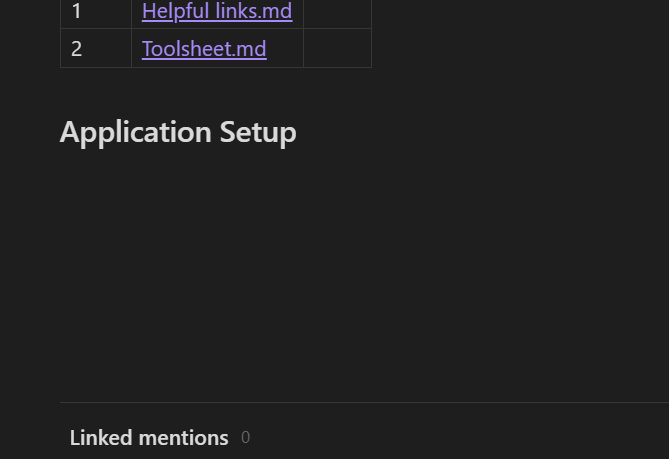 1 Helpful links.md
2 Toolsheet.md
Application Setup
Linked mentions 0